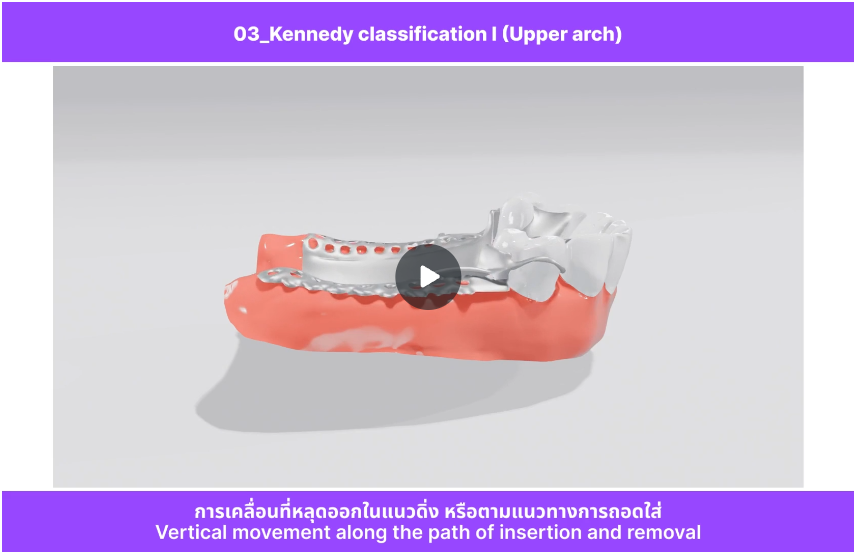 03_Kennedy classification I (Upper arch)
การเคลื่อนที่หลุดออกในแนวดิ่ง หรือตามแนวทางการถอดใส่
Vertical movement along the path of insertion and removal